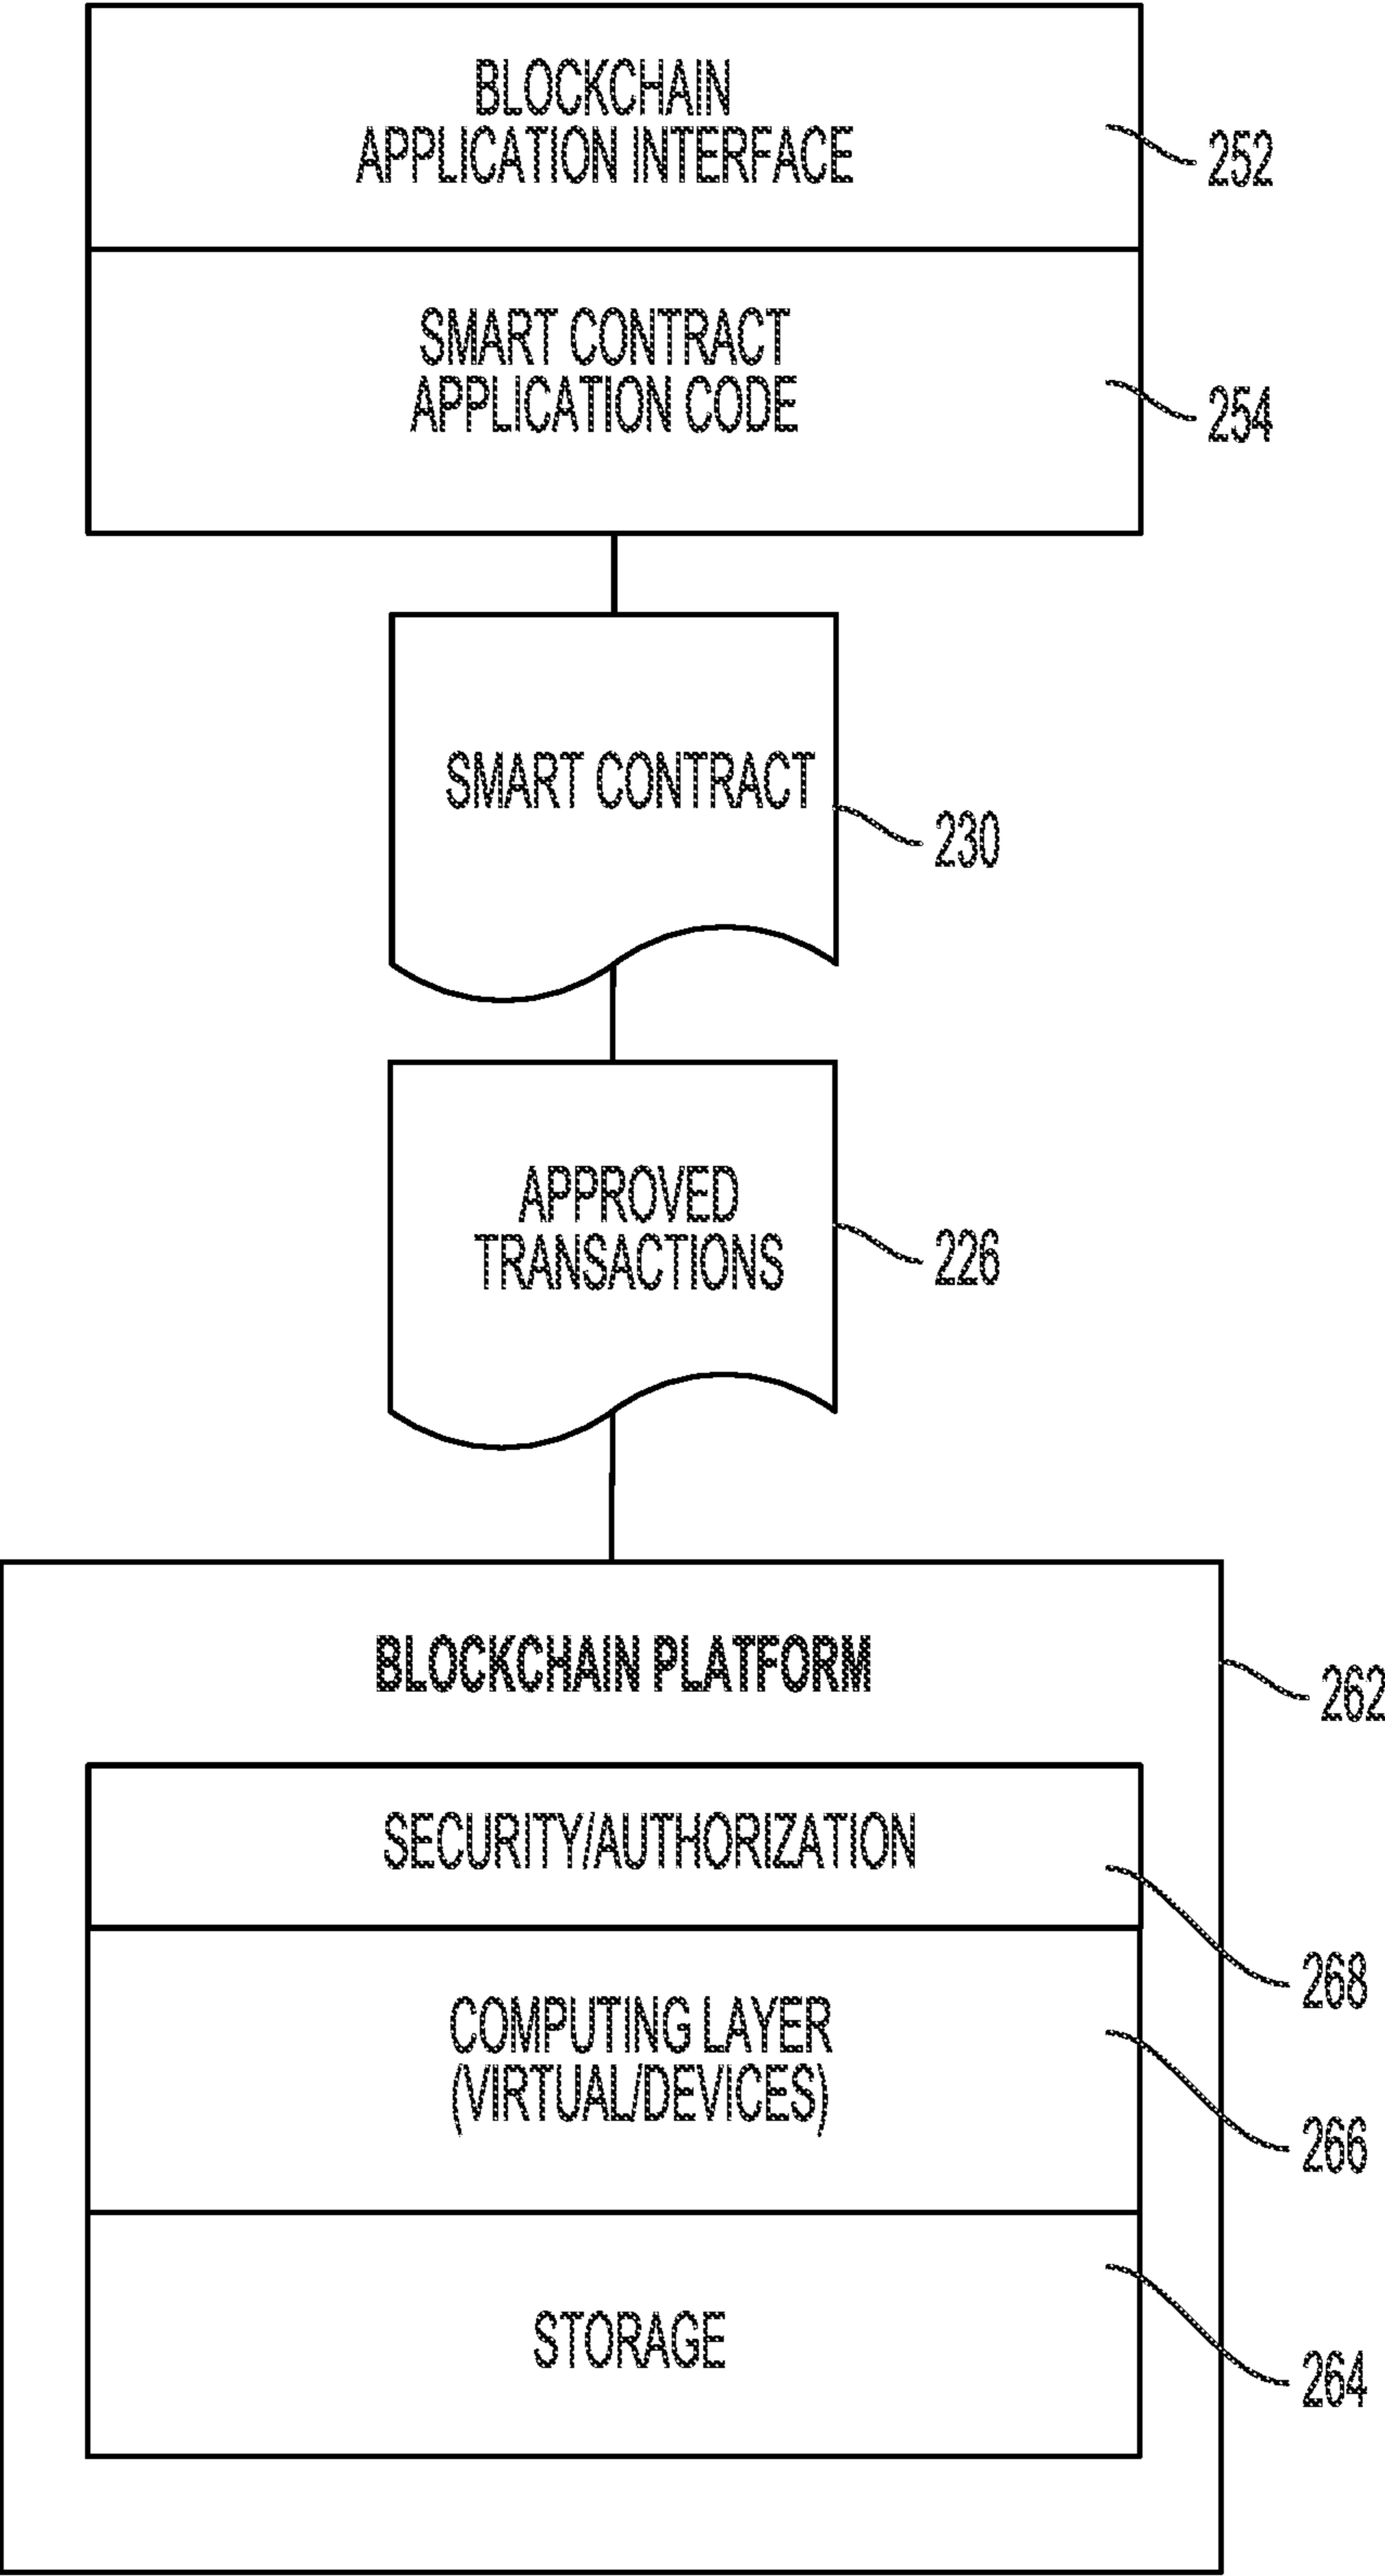 BLOCKCHAIN
APPLICATION INTERFACE
252
SMART CONTRACT
APPLICATION CODE
254
SMART CONTRACT
230
APPROVED
TRANSACTIONS
226
BLOCKCHAIN PLATFORM
262
SECURITY/AUTHORIZATION
268
COMPUTING LAYER
(VIRTUAL/DEVICES)
266
STORAGE
264